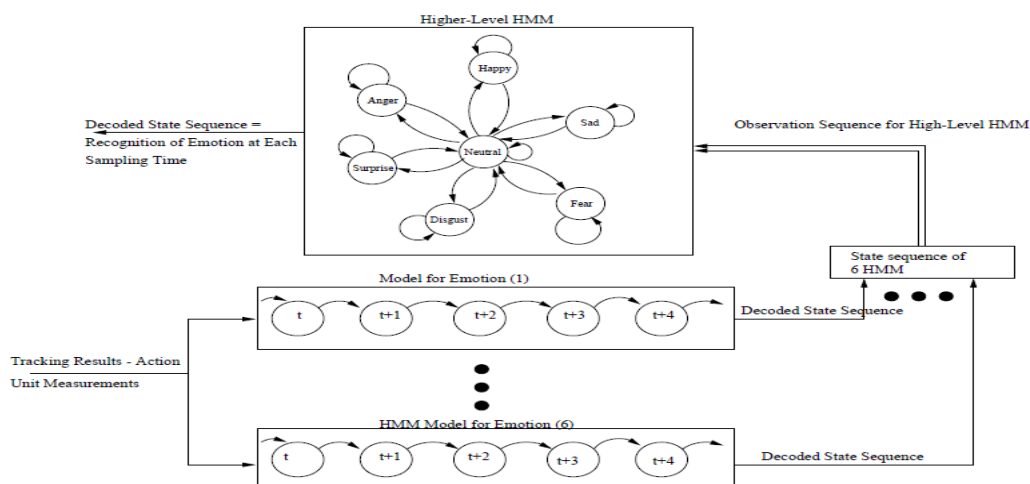 Higher-Level HMM
Happy
Anger
Sad
Decoded State Sequence =
Recognition of Emotion at Each
Sampling Time
Observation Sequence for High-Level HMM
Neutral
Surprise
Fear
Disgust
State sequence of
6 HMM
Model for Emotion (1)
t
t+1
t+2
t+3
t+4
Decoded State Sequence
Tracking Results - Action
Unit Measurements
HMM Model for Emotion (6)
t
t+1
t+2
t+3
t+4
Decoded State Sequence